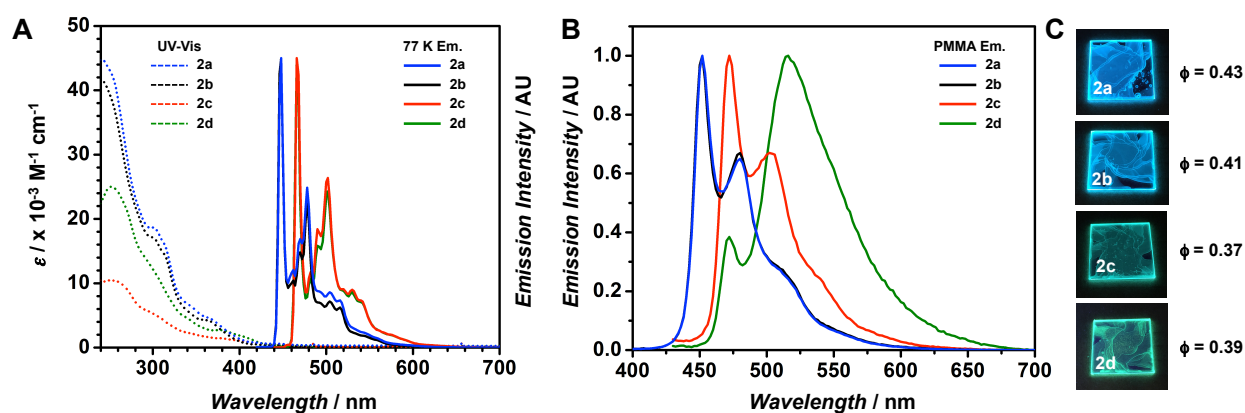 A
UV-Vis
2a
2b
2c
2d
77 K Em.
2a
2b
2c
2d
50
40
30
20
10
0
ε / x 10⁻³ M⁻¹ cm⁻¹
300
400
500
600
700
Wavelength / nm
Emission Intensity / AU
B
PMMA Em.
2a
2b
2c
2d
1.0
0.8
0.6
0.4
0.2
0.0
Emission Intensity / AU
400
450
500
550
600
650
700
Wavelength / nm
C
2a
ϕ = 0.43
2b
ϕ = 0.41
2c
ϕ = 0.37
2d
ϕ = 0.39